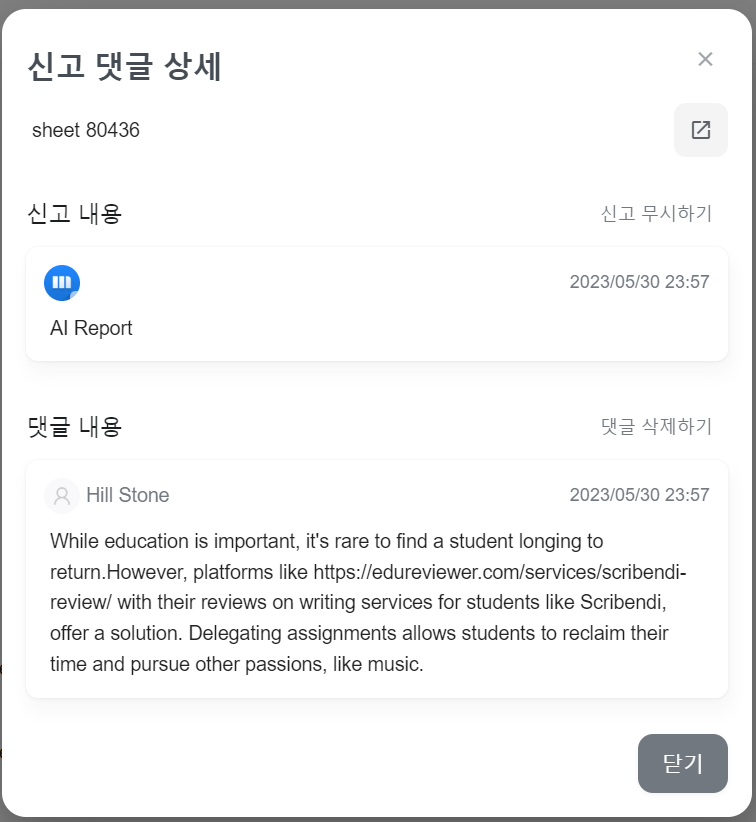 신고 댓글 상세
sheet 80436
신고 내용
신고 무시하기
2023/05/30 23:57
AI Report
댓글 내용
댓글 삭제하기
Hill Stone
2023/05/30 23:57
While education is important, it's rare to find a student longing to
return.However, platforms like https://edureviewer.com/services/scribendi-
review/ with their reviews on writing services for students like Scribendi,
offer a solution. Delegating assignments allows students to reclaim their
time and pursue other passions, like music.
닫기